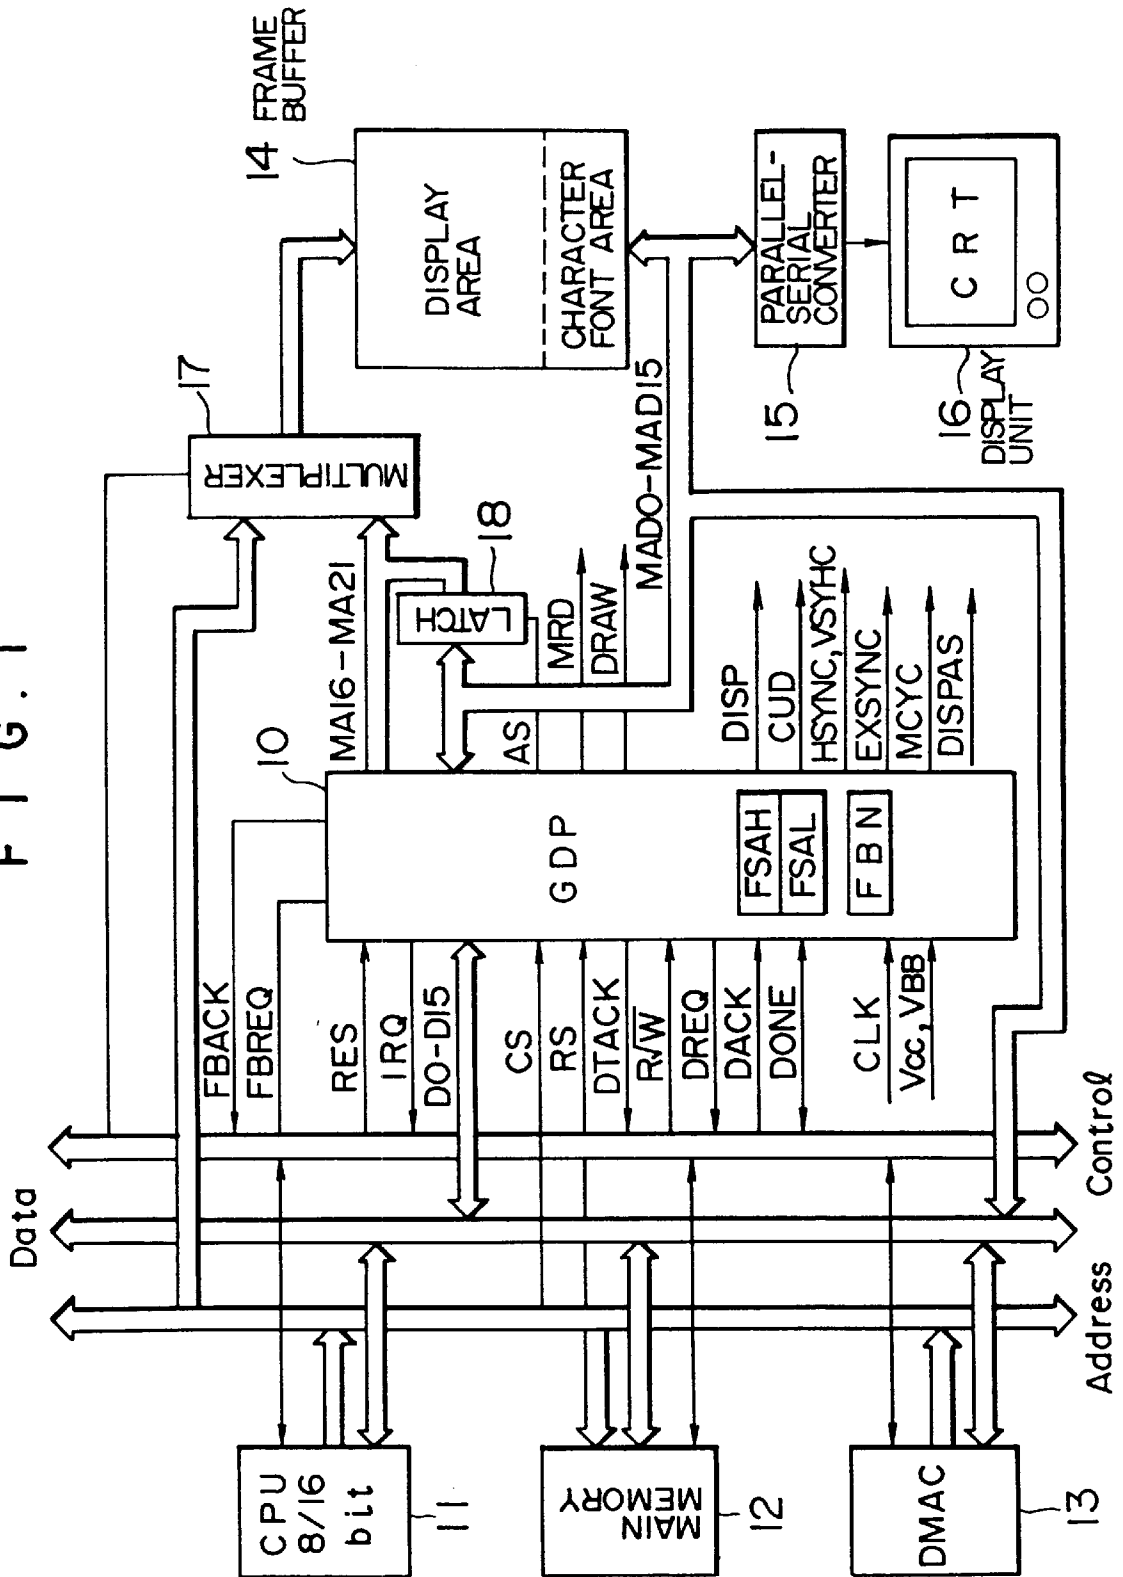 FIG. 1
Data
Address
Control
CPU
8/16
bit
11
MAIN
MEMORY
12
DMAC
13
FBACK
FBREQ
RES
IRQ
D0-D15
CS
RS
DTACK
R/W
DREQ
DACK
DONE
CLK
Vcc, VBB
10
GDP
FSAH
FSAL
FBN
MA16-MA21
AS
MRD
DRAW
MAD0-MAD15
DISP
CUD
HSYNC, VSYHC
EXSYNC
MCYC
DISPAS
LATCH
18
MULTIPLEXER
17
14 FRAME
BUFFER
DISPLAY
AREA
CHARACTER
FONT AREA
PARALLEL-
SERIAL
CONVERTER
15
CRT
16
DISPLAY
UNIT